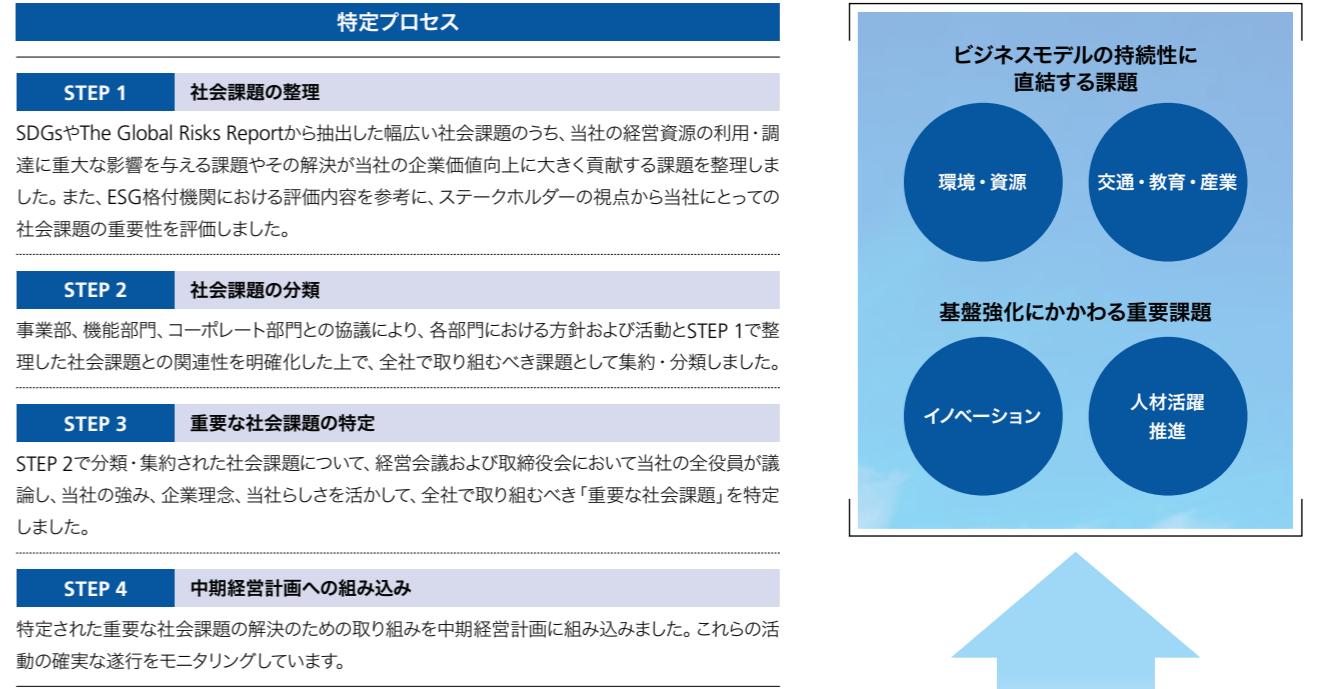 特定プロセス
STEP 1 社会課題の整理
SDGsやThe Global Risks Reportから抽出した幅広い社会課題のうち、当社の経営資源の利用・調
達に重大な影響を与える課題やその解決が当社の企業価値向上に大きく貢献する課題を整理しま
した。また、ESG格付機関における評価内容を参考に、ステークホルダーの視点から当社にとっての
社会課題の重要性を評価しました。
STEP 2 社会課題の分類
事業部、機能部門、コーポレート部門との協議により、各部門における方針および活動とSTEP 1で整
理した社会課題との関連性を明確化した上で、全社で取り組むべき課題として集約・分類しました。
STEP 3 重要な社会課題の特定
STEP 2で分類・集約された社会課題について、経営会議および取締役会において当社の全役員が議
論し、当社の強み、企業理念、当社らしさを活かして、全社で取り組むべき「重要な社会課題」を特定
しました。
STEP 4 中期経営計画への組み込み
特定された重要な社会課題の解決のための取り組みを中期経営計画に組み込みました。これらの活
動の確実な遂行をモニタリングしています。
ビジネスモデルの持続性に
直結する課題
環境・資源
交通・教育・産業
基盤強化にかかわる重要課題
イノベーション
人材活躍
推進